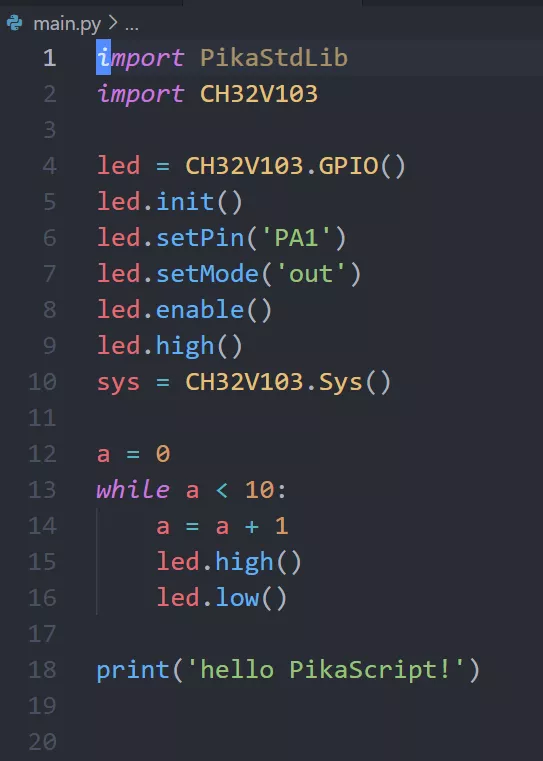 main.py > ...
1 import PikaStdLib
2 import CH32V103
3
4 led = CH32V103.GPIO()
5 led.init()
6 led.setPin('PA1')
7 led.setMode('out')
8 led.enable()
9 led.high()
10 sys = CH32V103.Sys()
11
12 a = 0
13 while a < 10:
14     a = a + 1
15     led.high()
16     led.low()
17
18 print('hello PikaScript!')
19
20